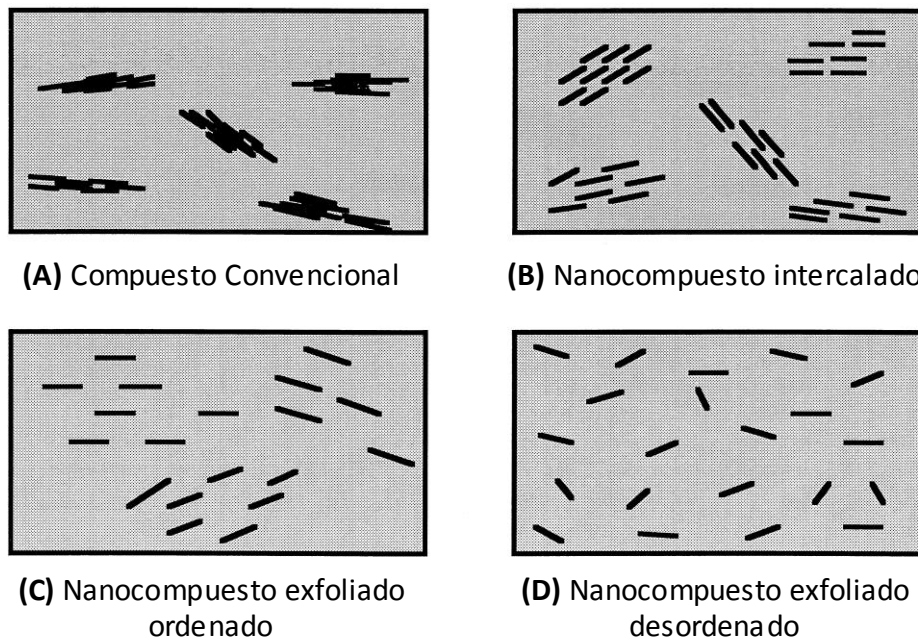 (A) Compuesto Convencional
(B) Nanocompuesto intercalado
(C) Nanocompuesto exfoliado
ordenado
(D) Nanocompuesto exfoliado
desordenado